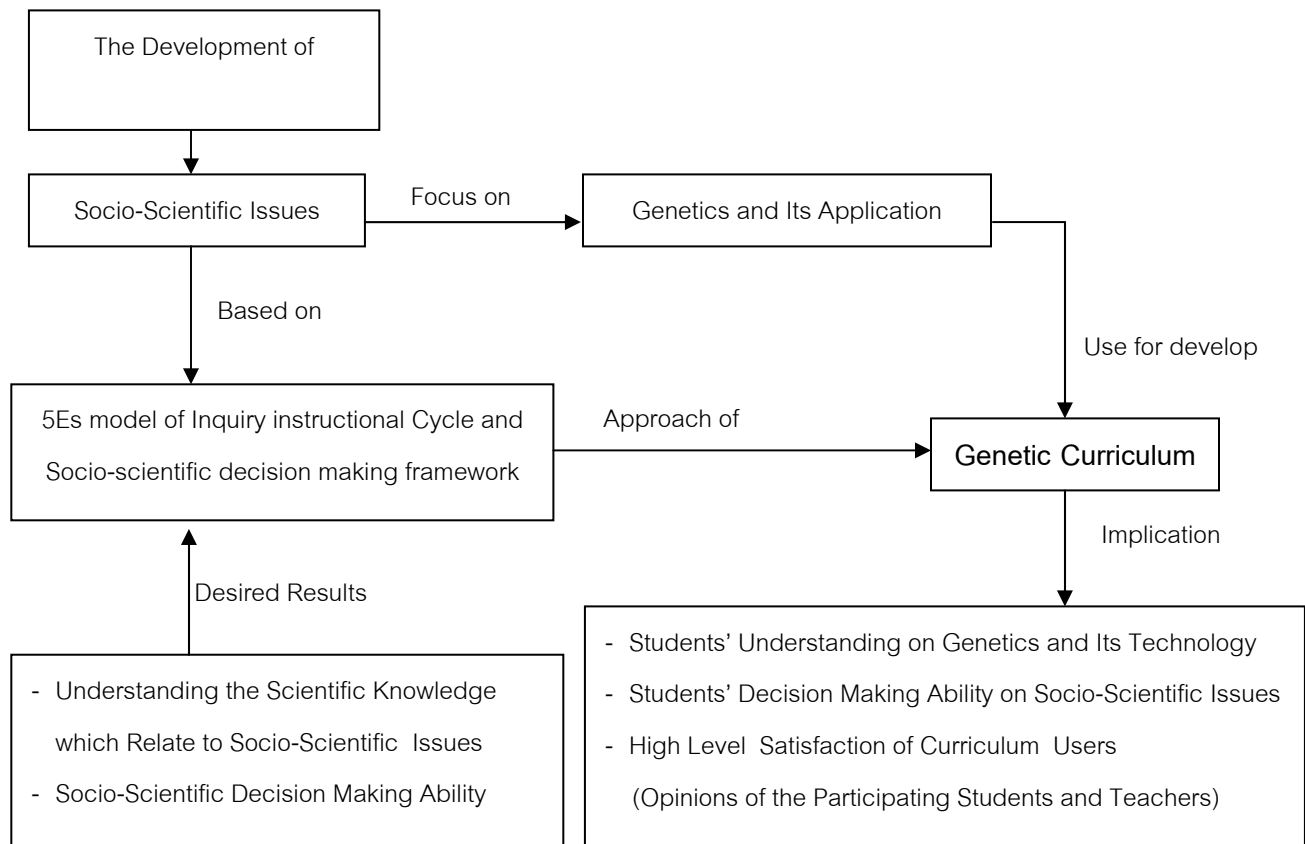 The Development of
Socio-Scientific Issues
Focus on
Genetics and Its Application
Based on
Use for develop
5Es model of Inquiry instructional Cycle and
Socio-scientific decision making framework
Approach of
Genetic Curriculum
Implication
Desired Results
- Understanding the Scientific Knowledge
which Relate to Socio-Scientific Issues
- Socio-Scientific Decision Making Ability
- Students’ Understanding on Genetics and Its Technology
- Students’ Decision Making Ability on Socio-Scientific Issues
- High Level Satisfaction of Curriculum Users
(Opinions of the Participating Students and Teachers)